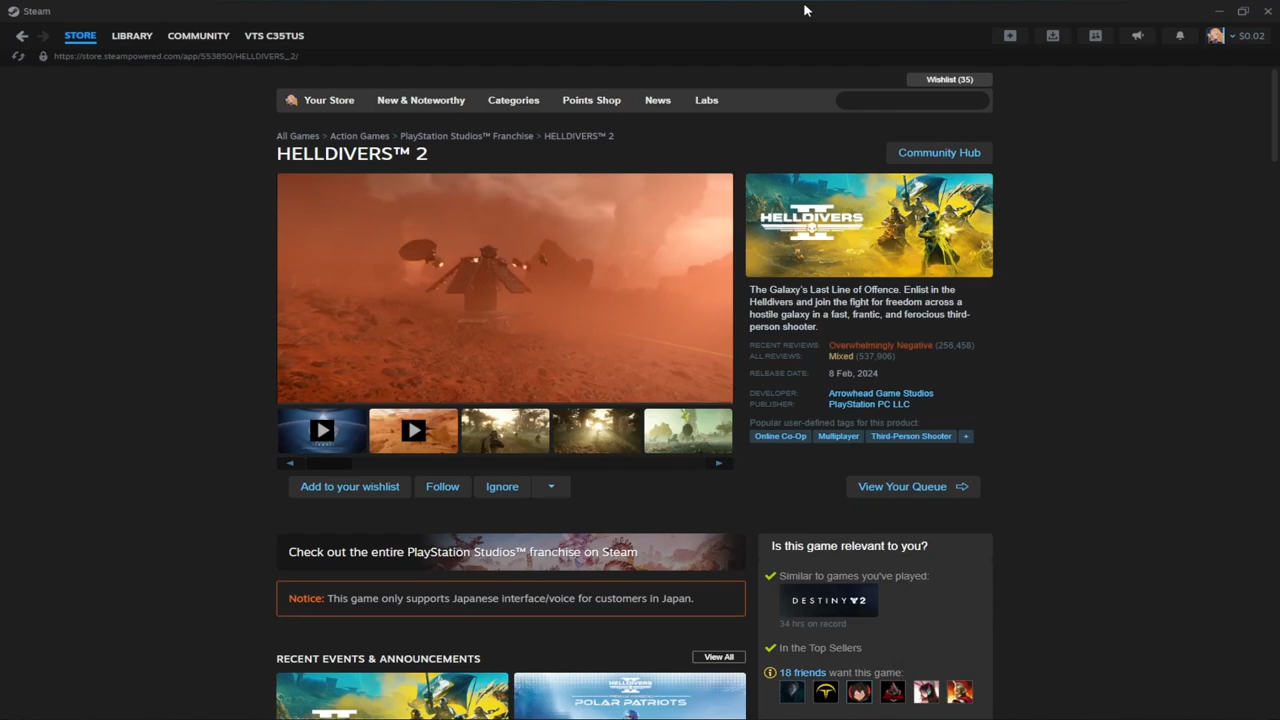 Steam
STORE LIBRARY COMMUNITY VTS C35TUS $0.02
https://store.steampowered.com/app/553850/HELLDIVERS_2/
Wishlist (35)
Your Store New & Noteworthy Categories Points Shop News Labs
All Games > Action Games > PlayStation Studios™ Franchise > HELLDIVERS™ 2
HELLDIVERS™ 2
Community Hub
HELLDIVERS
The Galaxy's Last Line of Offence. Enlist in the
Helldivers and join the fight for freedom across a
hostile galaxy in a fast, frantic, and ferocious third-
person shooter.
RECENT REVIEWS: Overwhelmingly Negative (256,458)
ALL REVIEWS: Mixed (537,906)
RELEASE DATE: 8 Feb, 2024
DEVELOPER: Arrowhead Game Studios
PUBLISHER: PlayStation PC LLC
Popular user-defined tags for this product:
Online Co-Op Multiplayer Third-Person Shooter +
Add to your wishlist Follow Ignore
View Your Queue
Check out the entire PlayStation Studios™ franchise on Steam
Notice: This game only supports Japanese interface/voice for customers in Japan.
Is this game relevant to you?
Similar to games you've played:
DESTINY 2
34 hrs on record
In the Top Sellers
18 friends want this game:
RECENT EVENTS & ANNOUNCEMENTS View All
HELLDIVERS
POLAR PATRIOTS